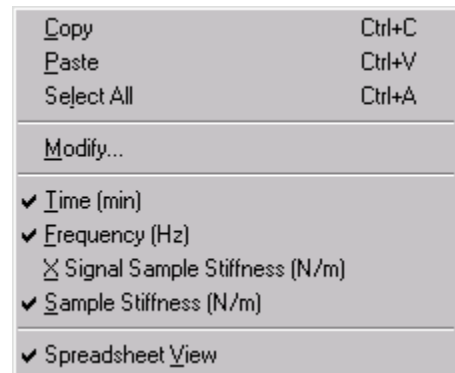 Copy Ctrl+C
Paste Ctrl+V
Select All Ctrl+A
Modify...
✔ Time (min)
✔ Frequency (Hz)
X Signal Sample Stiffness (N/m)
✔ Sample Stiffness (N/m)
✔ Spreadsheet View